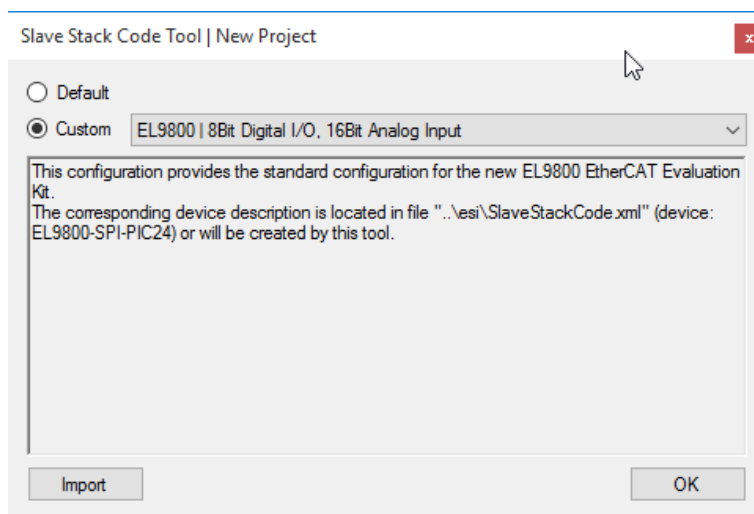 Slave Stack Code Tool | New Project
x
Default
Custom
EL9800 | 8Bit Digital I/O, 16Bit Analog Input
This configuration provides the standard configuration for the new EL9800 EtherCAT Evaluation
Kit.
The corresponding device description is located in file "..\esi\SlaveStackCode.xml" (device:
EL9800-SPI-PIC24) or will be created by this tool.
Import
OK